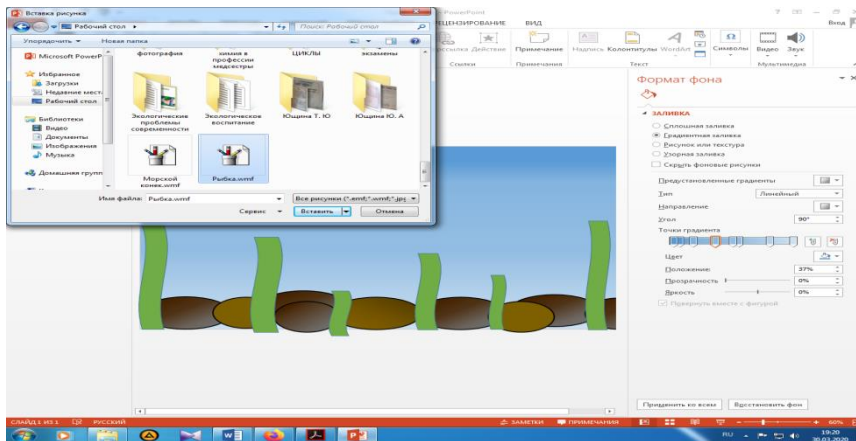 Вставка рисунка
PowerPoint
Рабочий стол
Поиск: Рабочий стол
Вход
РЕЦЕНЗИРОВАНИЕ ВИД
Упорядочить Новая папка
Microsoft PowerP
Избранное
Загрузки
Недавние мест
Рабочий стол
Библиотеки
Видео
Документы
Изображения
Музыка
Домашняя групп
фотография
химия в профессии медсестры
ЦИКЛЫ
экзамены
Экологические проблемы современности
Экологическое воспитание
Ющина Т. Ю
Ющина Ю. А
Морской конек.wmf
Рыбка.wmf
Имя файла: Рыбка.wmf
Все рисунки (*.emf;*.wmf;*.jpg
Сервис Вставить Отмена
Действие Примечание Надпись Колонтитулы WordArt Символы Видео Звук
Ссылки Примечания Текст Мультимедиа
Формат фона
ЗАЛИВКА
Сплошная заливка
Градиентная заливка
Рисунок или текстура
Узорная заливка
Скрыть фоновые рисунки
Предустановленные градиенты
Тип Линейный
Направление
Угол 90°
Точки градиента
Цвет
Положение 37%
Прозрачность 0%
Яркость 0%
Повернуть вместе с фигурой
Применить ко всем Восстановить фон
СЛАЙД 1 ИЗ 1 РУССКИЙ
ЗАМЕТКИ ПРИМЕЧАНИЯ
60%
RU
19:20
30.03.2020